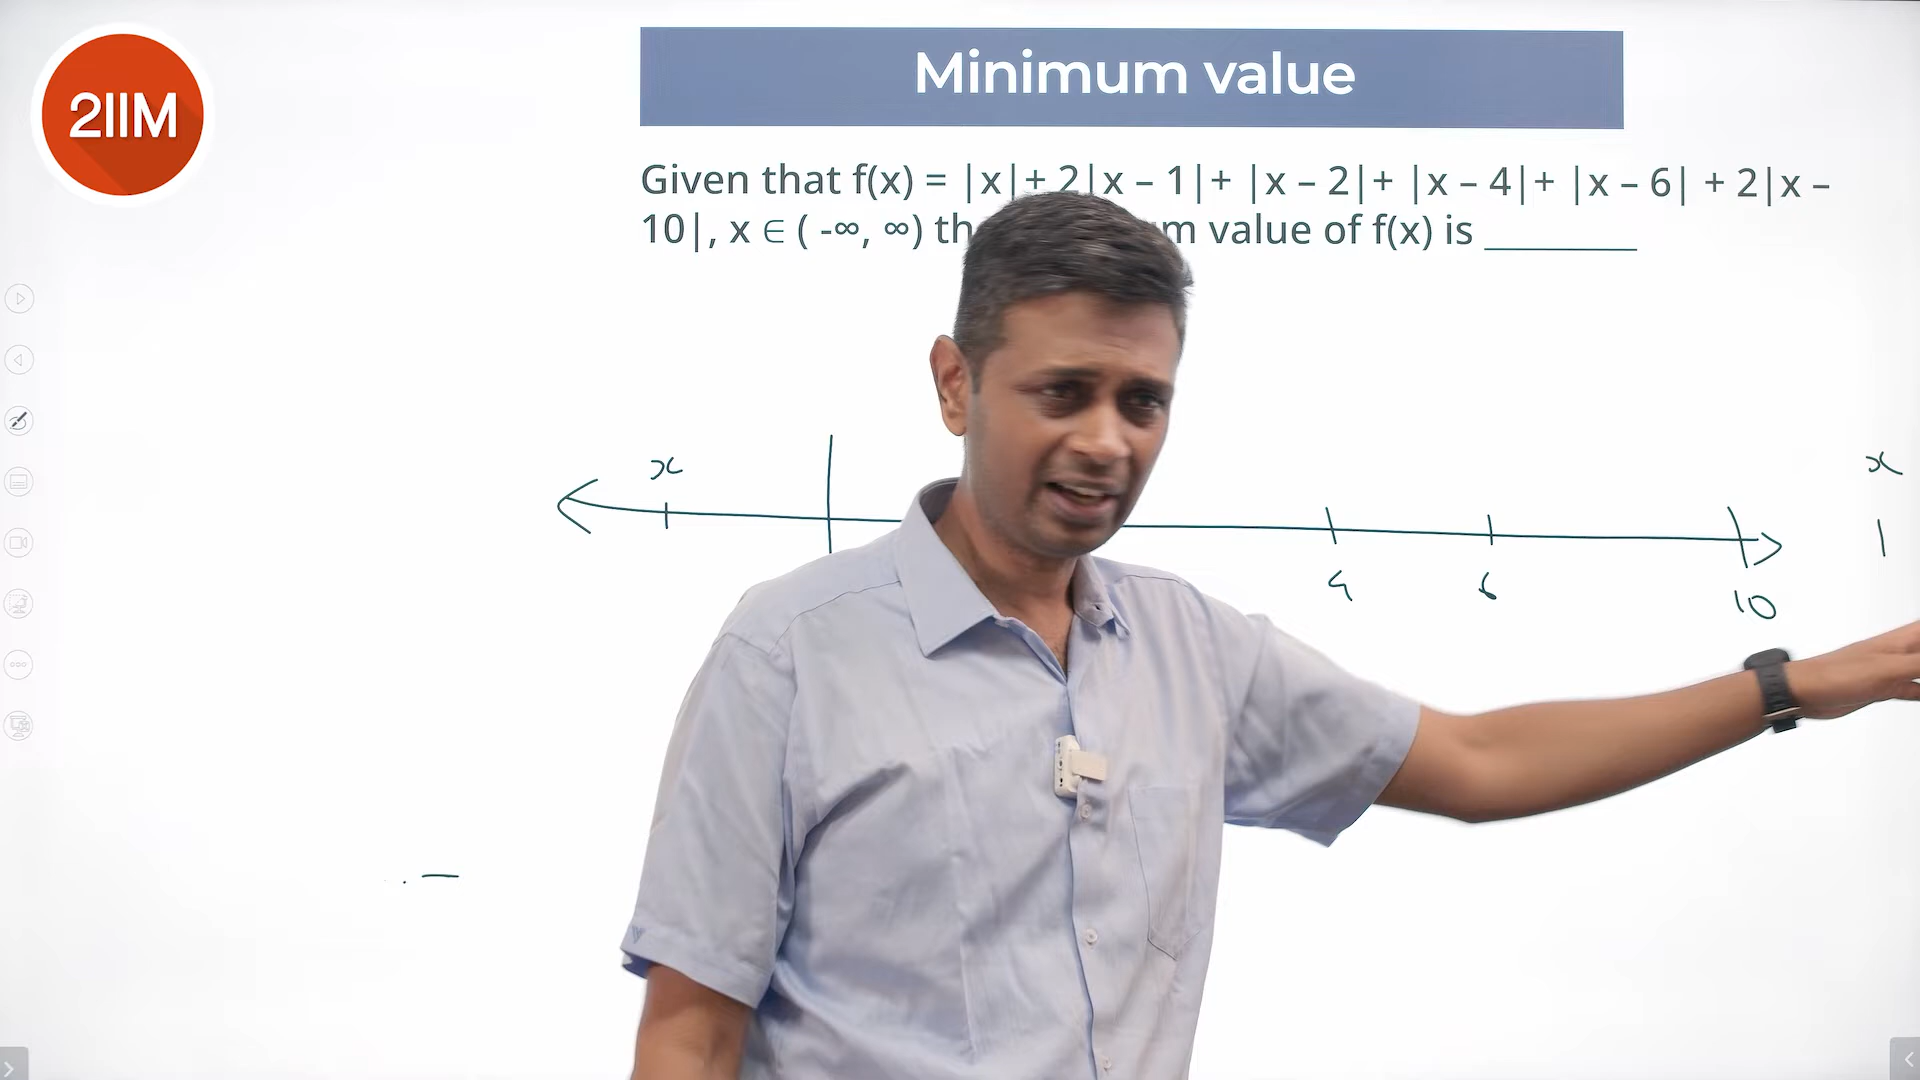 2IIM
Minimum value
Given that f(x) = |x|+ 2|x – 1|+ |x – 2|+ |x – 4|+ |x – 6| + 2|x –
10|, x ∈ ( -∞, ∞) th m value of f(x) is ________
x
x
4 6
10